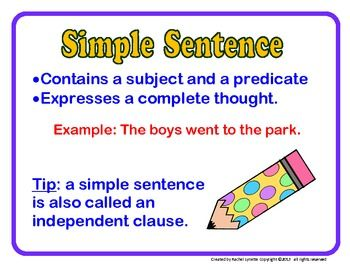 Simple Sentence
•Contains a subject and a predicate
•Expresses a complete thought.
Example: The boys went to the park.
Tip: a simple sentence
is also called an
independent clause.
Created by Rachel Lynette Copyright ©2013 all rights reserved